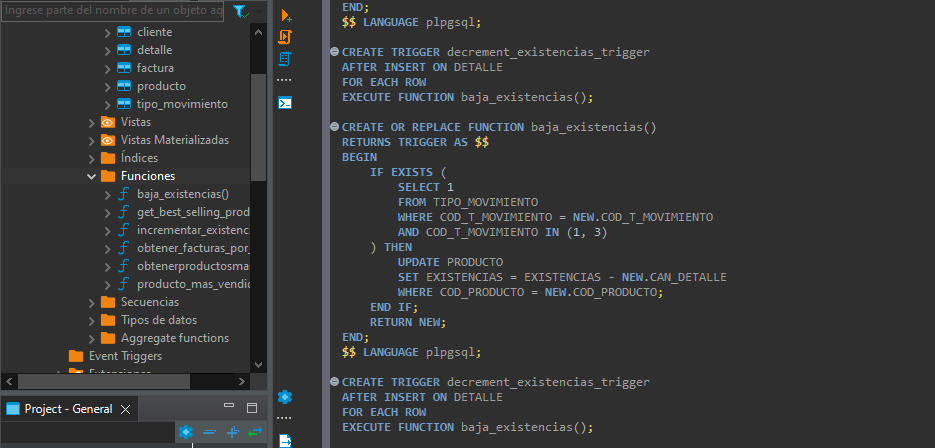 Ingrese parte del nombre de un objeto aq
cliente
detalle
factura
producto
tipo_movimiento
Vistas
Vistas Materializadas
Índices
Funciones
baja_existencias()
get_best_selling_prod
incrementar_existenc
obtener_facturas_por_
obtenerproductosmas
producto_mas_vendic
Secuencias
Tipos de datos
Aggregate functions
Event Triggers
Extensiones
Project - General
END;
$$ LANGUAGE plpgsql;
CREATE TRIGGER decrement_existencias_trigger
AFTER INSERT ON DETALLE
FOR EACH ROW
EXECUTE FUNCTION baja_existencias();
CREATE OR REPLACE FUNCTION baja_existencias()
RETURNS TRIGGER AS $$
BEGIN
IF EXISTS (
SELECT 1
FROM TIPO_MOVIMIENTO
WHERE COD_T_MOVIMIENTO = NEW.COD_T_MOVIMIENTO
AND COD_T_MOVIMIENTO IN (1, 3)
) THEN
UPDATE PRODUCTO
SET EXISTENCIAS = EXISTENCIAS - NEW.CAN_DETALLE
WHERE COD_PRODUCTO = NEW.COD_PRODUCTO;
END IF;
RETURN NEW;
END;
$$ LANGUAGE plpgsql;
CREATE TRIGGER decrement_existencias_trigger
AFTER INSERT ON DETALLE
FOR EACH ROW
EXECUTE FUNCTION baja_existencias();